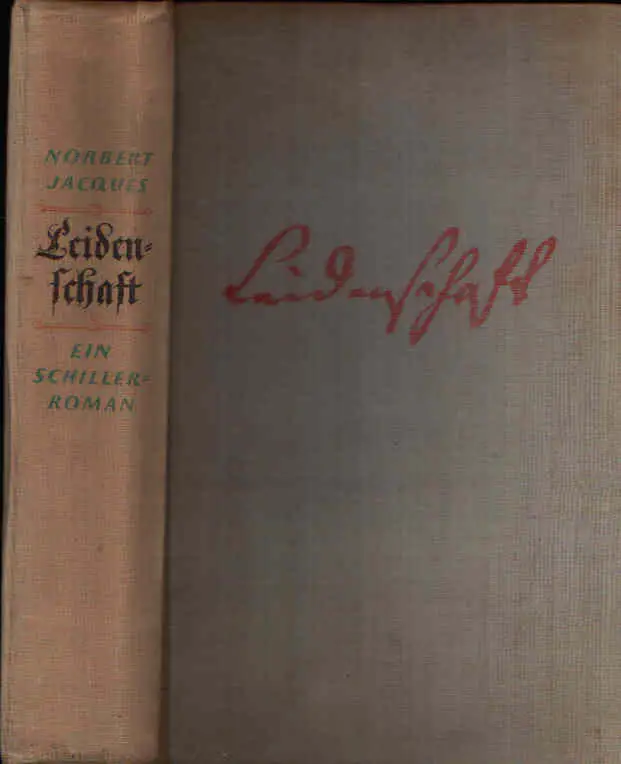 NORBERT
JACQUES
Leiden-
schaft
EIN
SCHILLER-
ROMAN
Leidenschaft